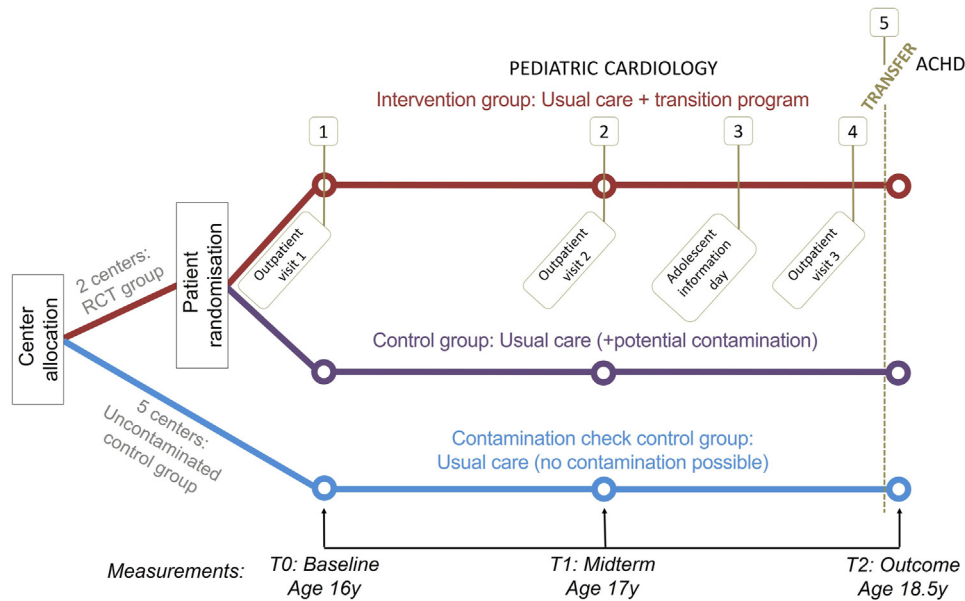 5
TRANSFER
ACHD
PEDIATRIC CARDIOLOGY
Intervention group: Usual care + transition program
1
2
3
4
Outpatient
visit 1
Outpatient
visit 2
Adolescent
information
day
Outpatient
visit 3
Center
allocation
2 centers:
RCT group
Patient
randomisation
Control group: Usual care (+potential contamination)
5 centers:
Uncontaminated
control group
Contamination check control group:
Usual care (no contamination possible)
Measurements:
T0: Baseline
Age 16y
T1: Midterm
Age 17y
T2: Outcome
Age 18.5y